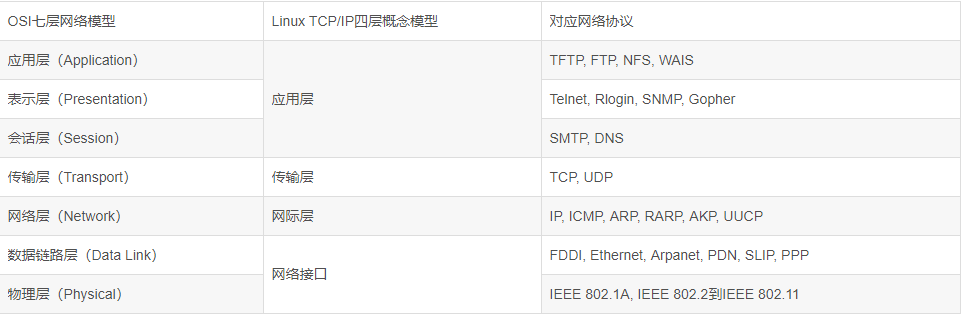 OSI七层网络模型 Linux TCP/IP四层概念模型 对应网络协议
应用层（Application） TFTP, FTP, NFS, WAIS
表示层（Presentation） 应用层 Telnet, Rlogin, SNMP, Gopher
会话层（Session） SMTP, DNS
传输层（Transport） 传输层 TCP, UDP
网络层（Network） 网际层 IP, ICMP, ARP, RARP, AKP, UUCP
数据链路层（Data Link） FDDI, Ethernet, Arpanet, PDN, SLIP, PPP
网络接口
物理层（Physical） IEEE 802.1A, IEEE 802.2到IEEE 802.11